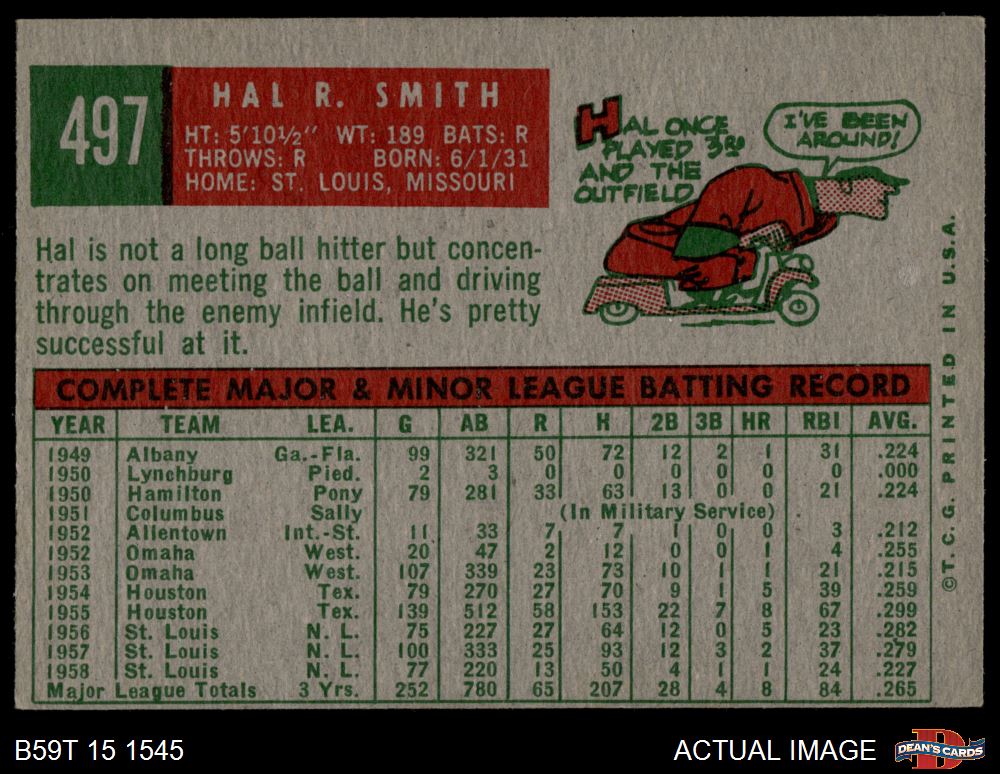 497
HAL R. SMITH
HT: 5'10½" WT: 189 BATS: R
THROWS: R BORN: 6/1/31
HOME: ST. LOUIS, MISSOURI
HAL ONCE
PLAYED 3RD
AND THE
OUTFIELD
I'VE BEEN
AROUND!
Hal is not a long ball hitter but concen-
trates on meeting the ball and driving
through the enemy infield. He's pretty
successful at it.
COMPLETE MAJOR & MINOR LEAGUE BATTING RECORD
YEAR TEAM LEA. G AB R H 2B 3B HR RBI AVG.
1949 Albany Ga.-Fla. 99 321 50 72 12 2 1 31 .224
1950 Lynchburg Pied. 2 3 0 0 0 0 0 0 .000
1950 Hamilton Pony 79 281 33 63 13 0 0 21 .224
1951 Columbus Sally (In Military Service)
1952 Allentown Int.-St. 11 33 7 7 1 0 0 3 .212
1952 Omaha West. 20 47 2 12 0 0 1 4 .255
1953 Omaha West. 107 339 23 73 10 1 1 21 .215
1954 Houston Tex. 79 270 27 70 9 1 5 39 .259
1955 Houston Tex. 139 512 58 153 22 7 8 67 .299
1956 St. Louis N. L. 75 227 27 64 12 0 5 23 .282
1957 St. Louis N. L. 100 333 25 93 12 3 2 37 .279
1958 St. Louis N. L. 77 220 13 50 4 1 1 24 .227
Major League Totals 3 Yrs. 252 780 65 207 28 4 8 84 .265
©T. C. G. PRINTED IN U.S.A.
B59T 15 1545
ACTUAL IMAGE
D
DEAN'S CARDS